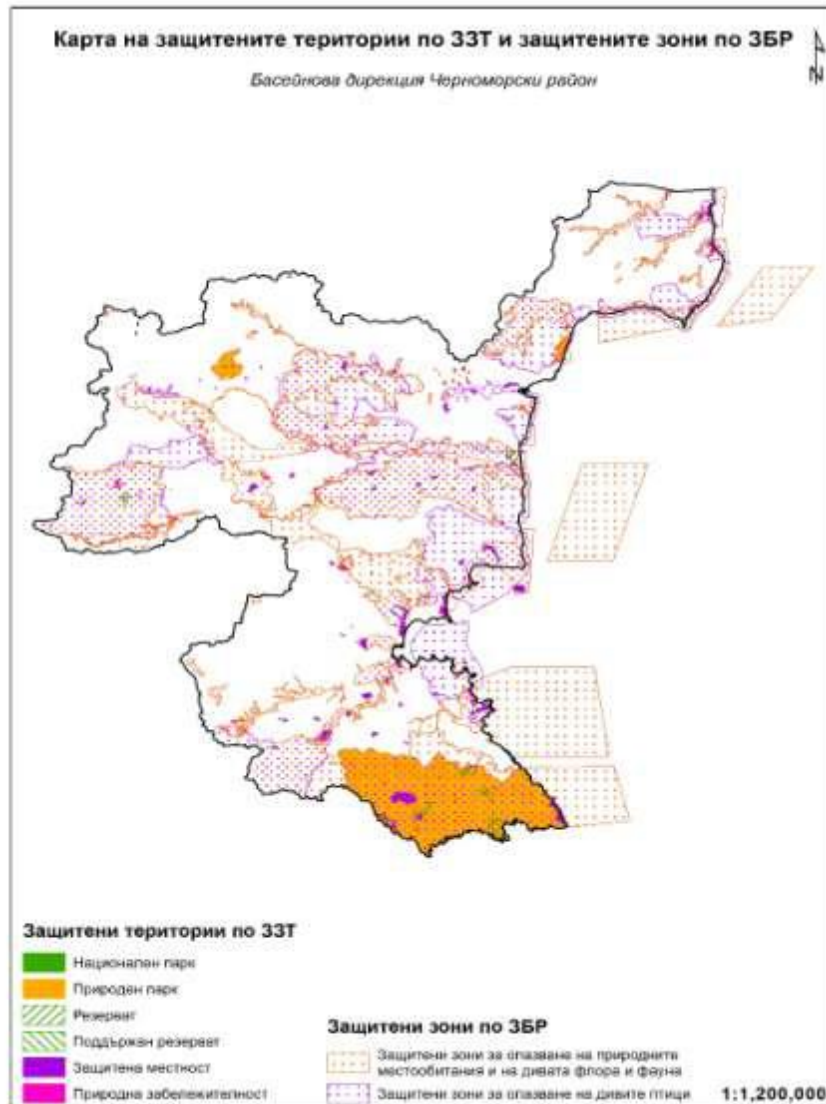 Карта на защитените територии по ЗЗТ и защитените зони по ЗБР
N
Басейнова дирекция Черноморски район
Защитени територии по ЗЗТ
Национален парк
Природен парк
Резерват
Поддържан резерват
Защитена местност
Природна забележителност
Защитени зони по ЗБР
Защитени зони за опазване на природните
местообитания и на дивата флора и фауна
Защитени зони за опазване на дивите птици
1:1,200,000